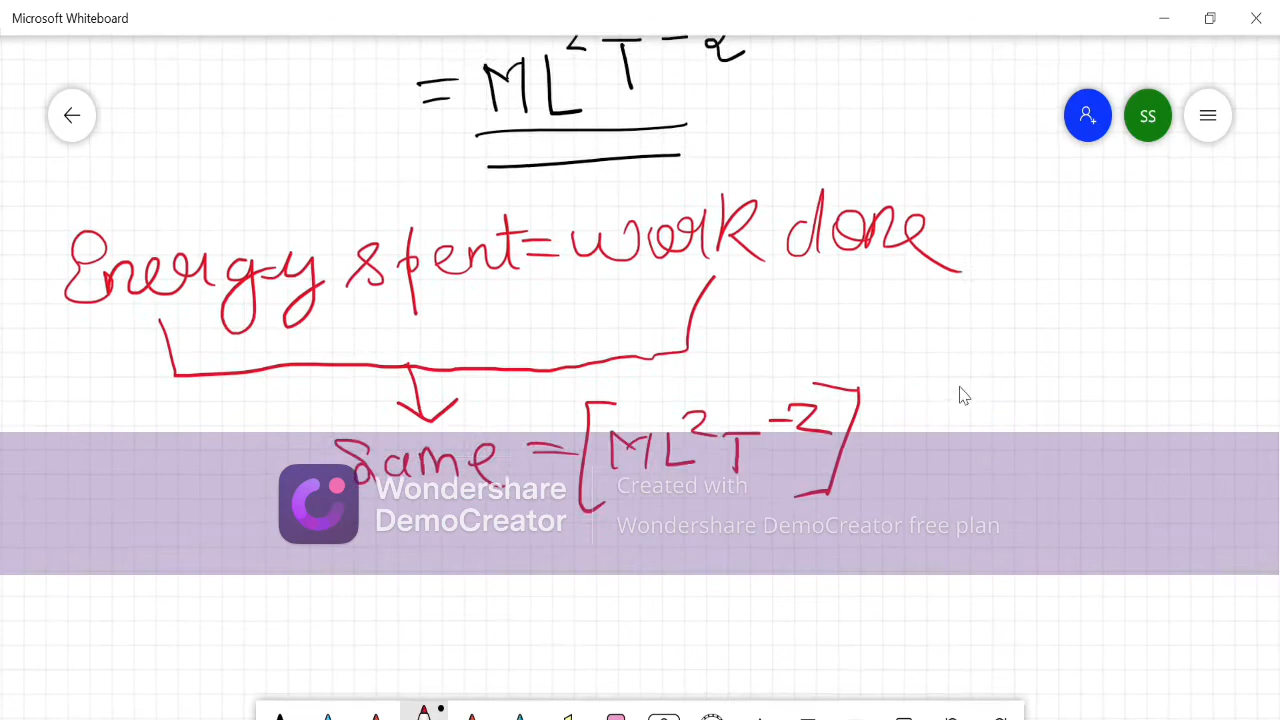 Microsoft Whiteboard
= ML² T⁻²
SS
Energy spent = work done
Same = [ML²T⁻²]
Wondershare DemoCreator
Created with
Wondershare DemoCreator free plan